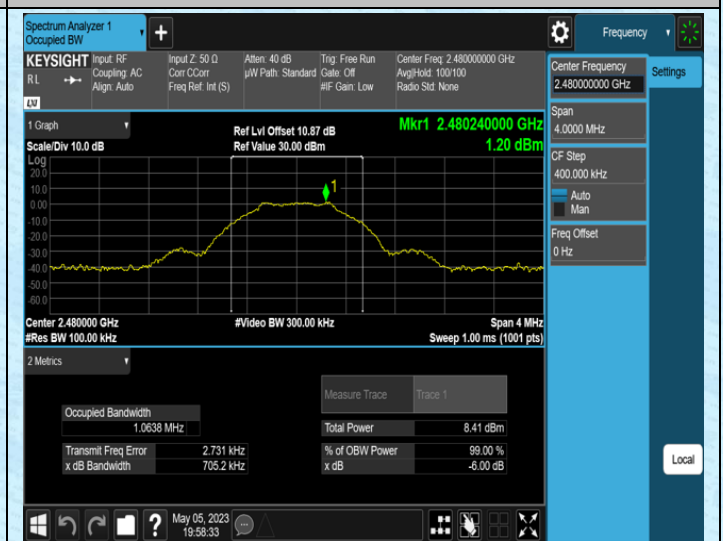 Spectrum Analyzer 1
Occupied BW
Frequency
KEYSIGHT
R L
LXI
Input: RF
Coupling: AC
Align: Auto
Input Z: 50 Ω
Corr CCorr
Freq Ref: Int (S)
Atten: 40 dB
µW Path: Standard
Trig: Free Run
Gate: Off
#IF Gain: Low
Center Freq: 2.480000000 GHz
Avg|Hold: 100/100
Radio Std: None
Center Frequency
2.480000000 GHz
Settings
Span
4.0000 MHz
CF Step
400.000 kHz
Auto
Man
Freq Offset
0 Hz
1 Graph
Scale/Div 10.0 dB
Ref Lvl Offset 10.87 dB
Ref Value 30.00 dBm
Mkr1 2.480240000 GHz
1.20 dBm
Log
20.0
10.0
0.00
-10.0
-20.0
-30.0
-40.0
-50.0
-60.0
1
Center 2.480000 GHz
#Res BW 100.00 kHz
#Video BW 300.00 kHz
Span 4 MHz
Sweep 1.00 ms (1001 pts)
2 Metrics
Measure Trace
Trace 1
Occupied Bandwidth
1.0638 MHz
Total Power
8.41 dBm
Transmit Freq Error
2.731 kHz
% of OBW Power
99.00 %
x dB Bandwidth
705.2 kHz
x dB
-6.00 dB
Local
?
May 05, 2023
19:58:33